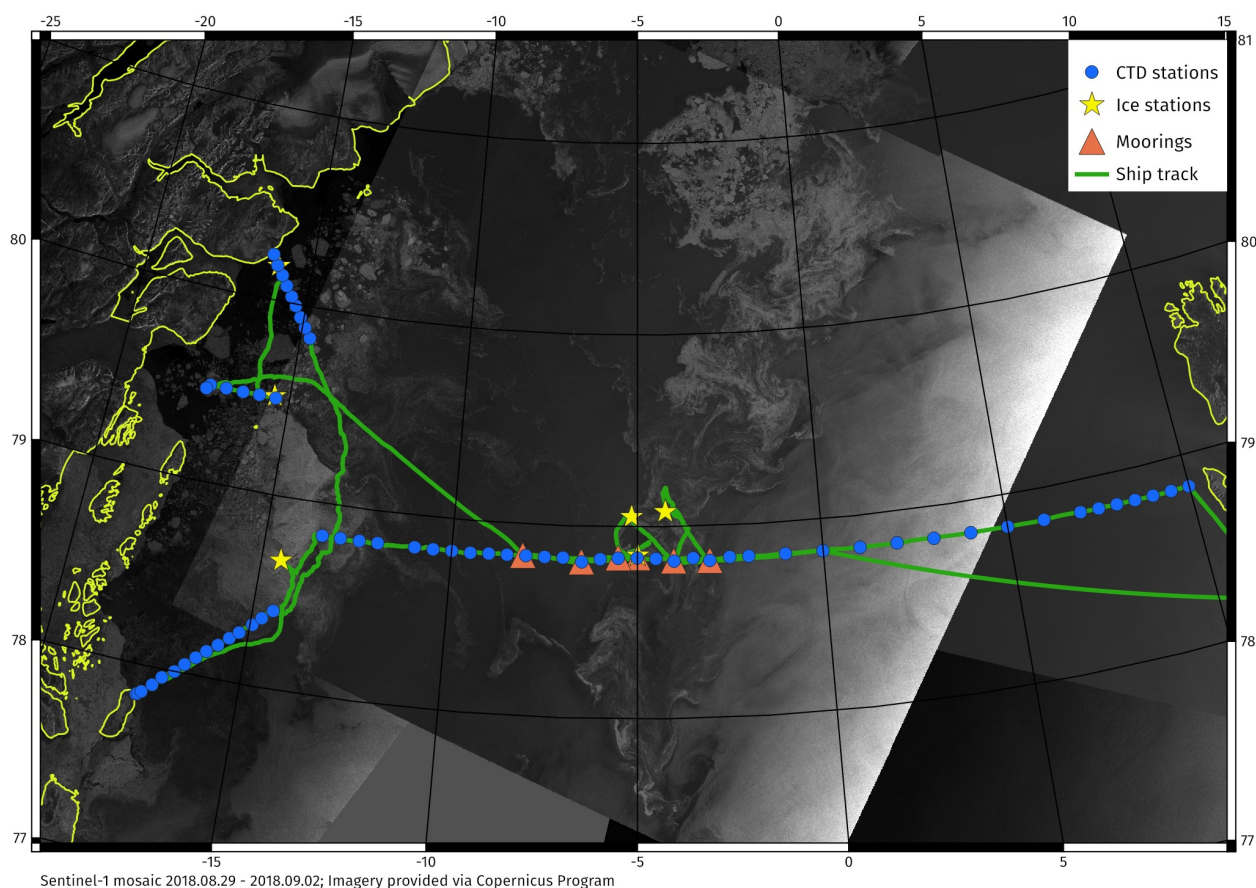 -25 -20 -15 -10 -5 0 5 10 15
81 
CTD stations
Ice stations
Moorings
Ship track
80 80
79 79
78 78
77 77
-15 -10 -5 0 5
Sentinel-1 mosaic 2018.08.29 - 2018.09.02; Imagery provided via Copernicus Program